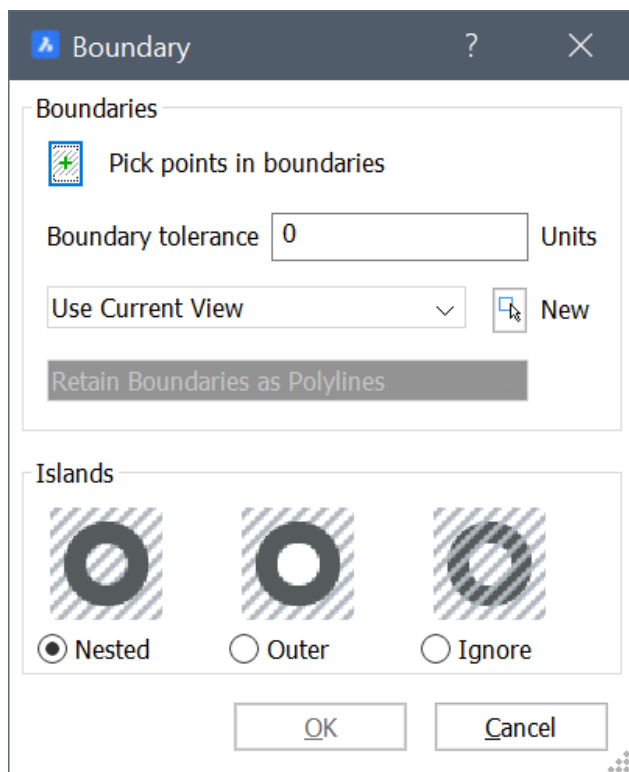 Boundary ?
Boundaries
Pick points in boundaries
Boundary tolerance 0 Units
Use Current View New
Retain Boundaries as Polylines
Islands
Nested Outer Ignore
OK Cancel